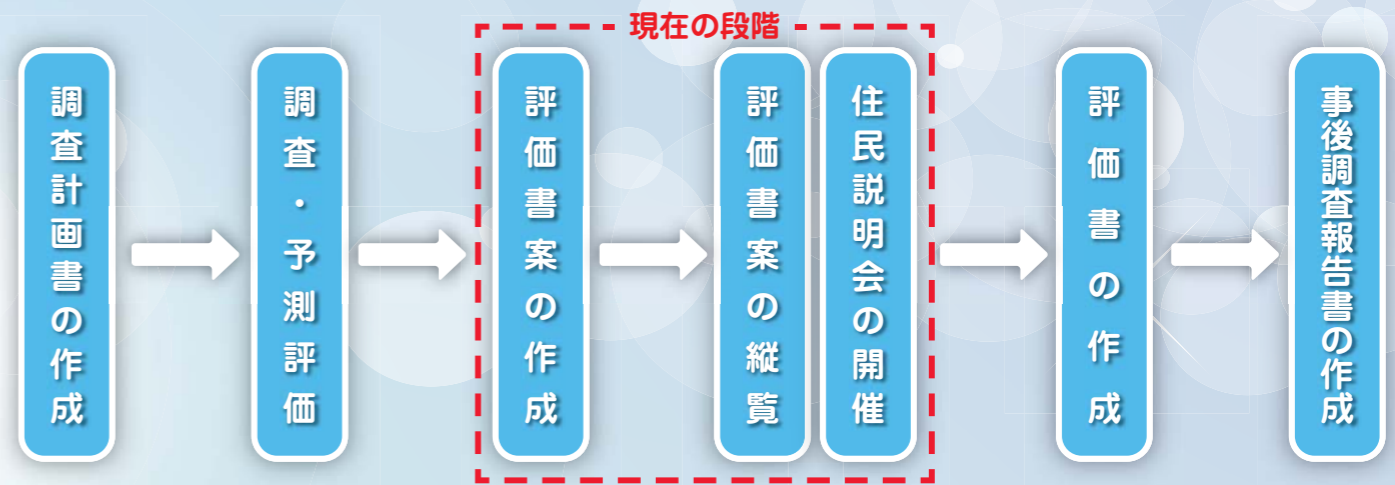 現在の段階
調査計画書の作成
調査・予測評価
評価書案の作成
評価書案の縦覧
住民説明会の開催
評価書の作成
事後調査報告書の作成